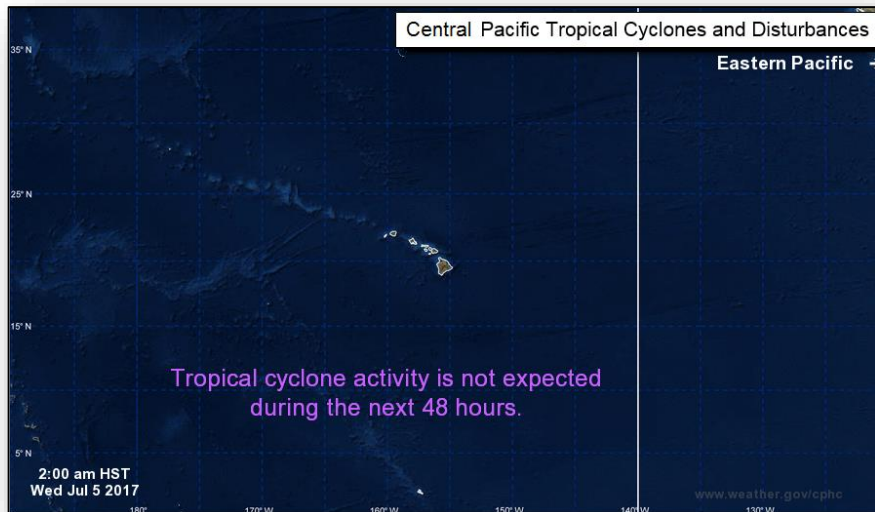 Central Pacific Tropical Cyclones and Disturbances
35° N
Eastern Pacific
25° N
15° N
Tropical cyclone activity is not expected
during the next 48 hours.
5° N
2:00 am HST
Wed Jul 5 2017
www.weather.gov/cphc
180° 170° W 160° W 150° W 140° W 130° W